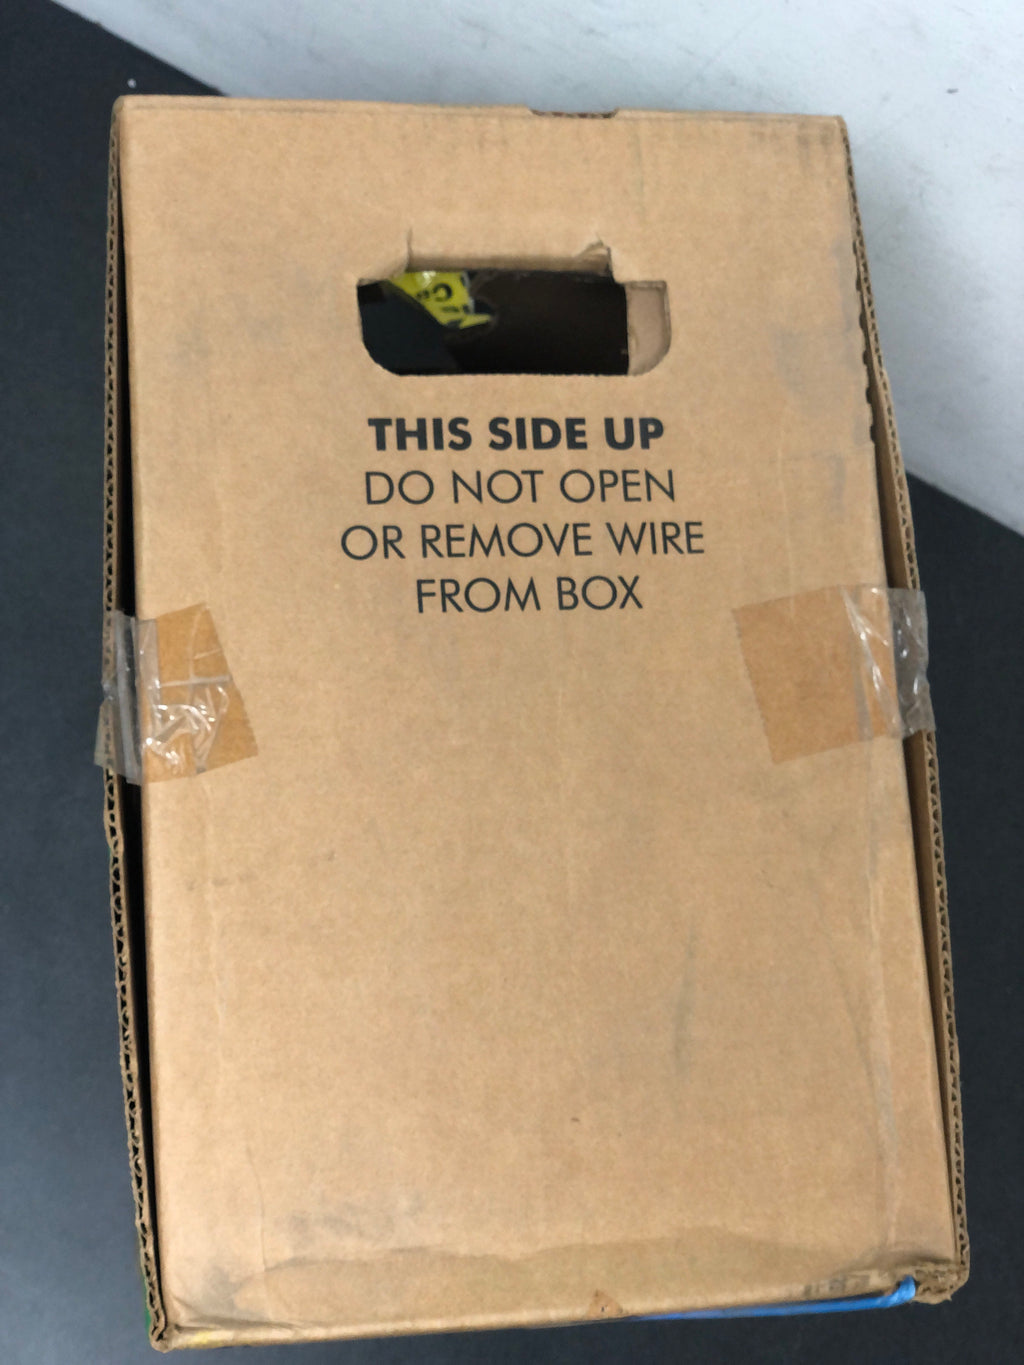 THIS SIDE UP
DO NOT OPEN
OR REMOVE WIRE
FROM BOX